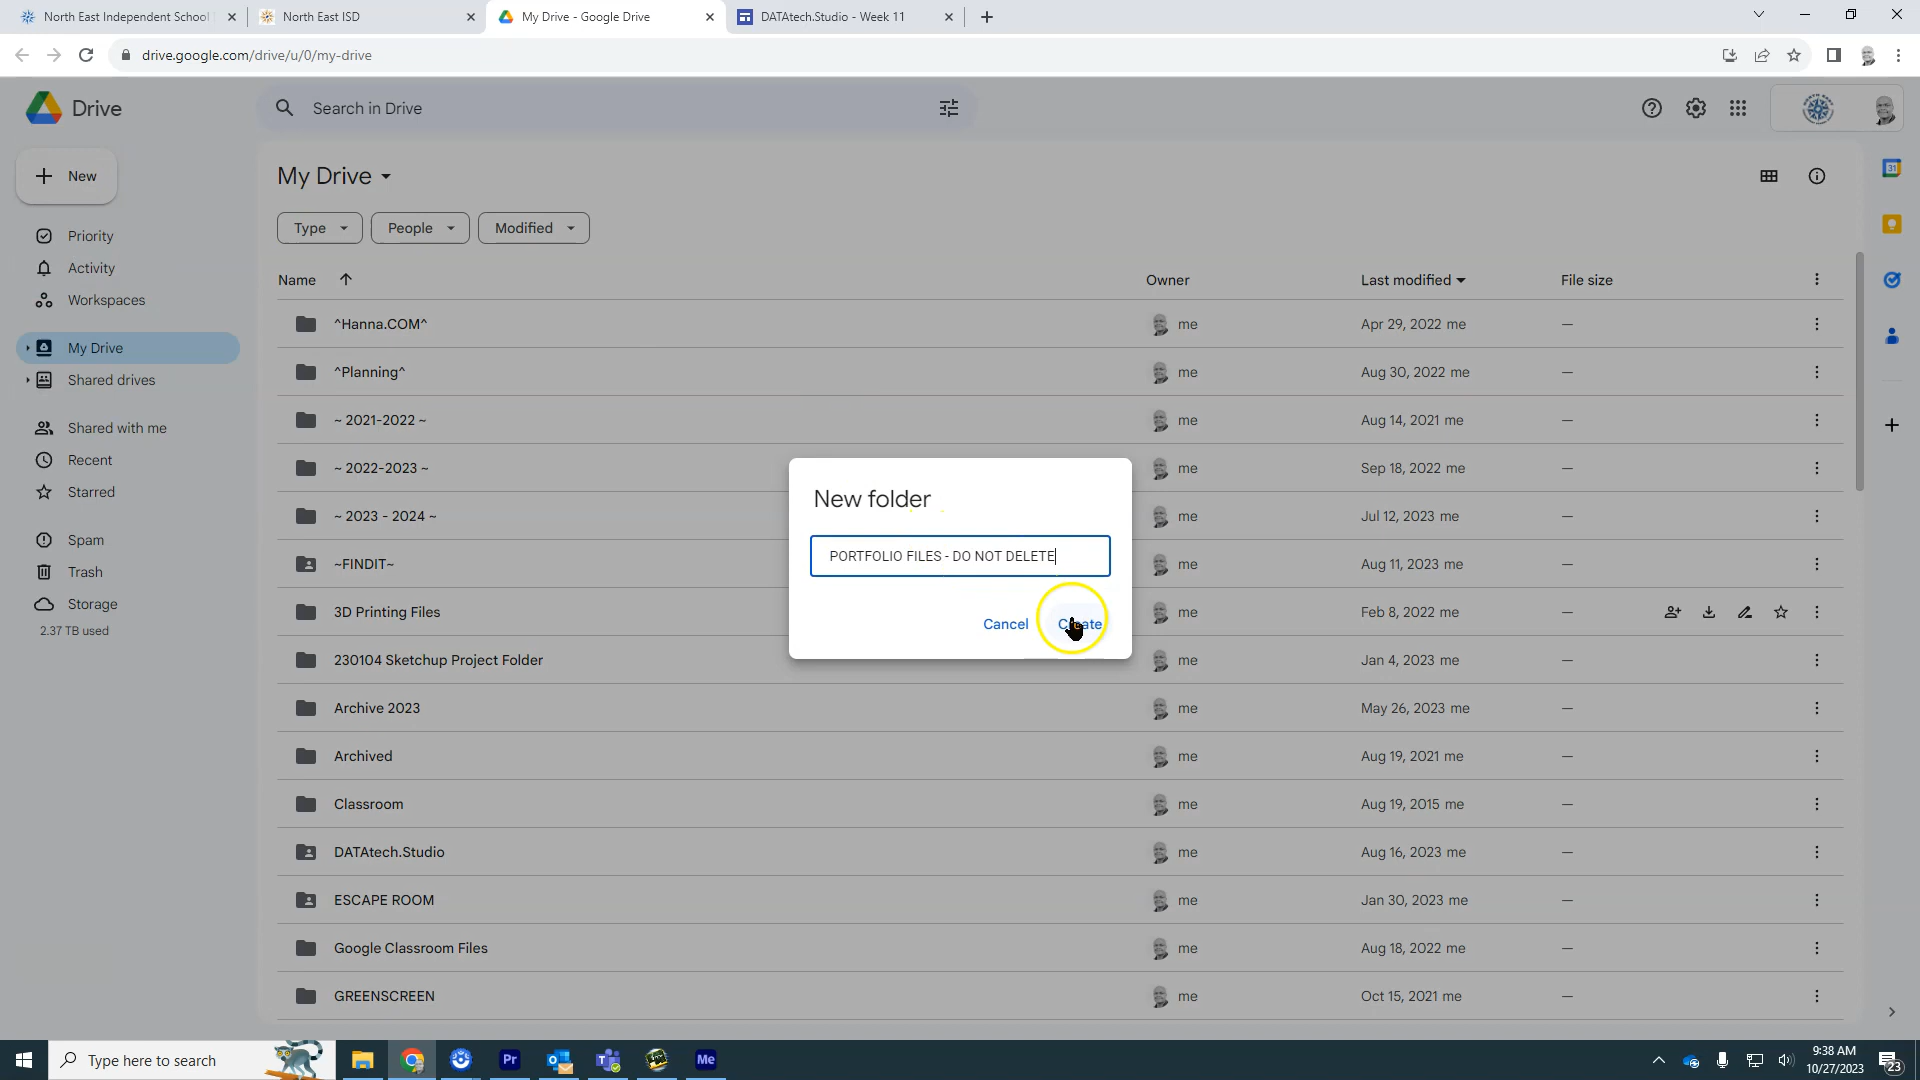 North East Independent School
North East ISD
My Drive - Google Drive
DATAtech.Studio - Week 11
drive.google.com/drive/u/0/my-drive
Drive
Search in Drive
New
My Drive
Type
People
Modified
Priority
Activity
Workspaces
My Drive
Shared drives
Shared with me
Recent
Starred
Spam
Trash
Storage
2.37 TB used
Name Owner Last modified File size
^Hanna.COM^ me Apr 29, 2022 me —
^Planning^ me Aug 30, 2022 me —
~ 2021-2022 ~ me Aug 14, 2021 me —
~ 2022-2023 ~ me Sep 18, 2022 me —
~ 2023 - 2024 ~ me Jul 12, 2023 me —
~FINDIT~ me Aug 11, 2023 me —
3D Printing Files me Feb 8, 2022 me —
230104 Sketchup Project Folder me Jan 4, 2023 me —
Archive 2023 me May 26, 2023 me —
Archived me Aug 19, 2021 me —
Classroom me Aug 19, 2015 me —
DATAtech.Studio me Aug 16, 2023 me —
ESCAPE ROOM me Jan 30, 2023 me —
Google Classroom Files me Aug 18, 2022 me —
GREENSCREEN me Oct 15, 2021 me —
New folder
PORTFOLIO FILES - DO NOT DELETE
Cancel Create
31
Type here to search
Pr
Me
9:38 AM
10/27/2023
23